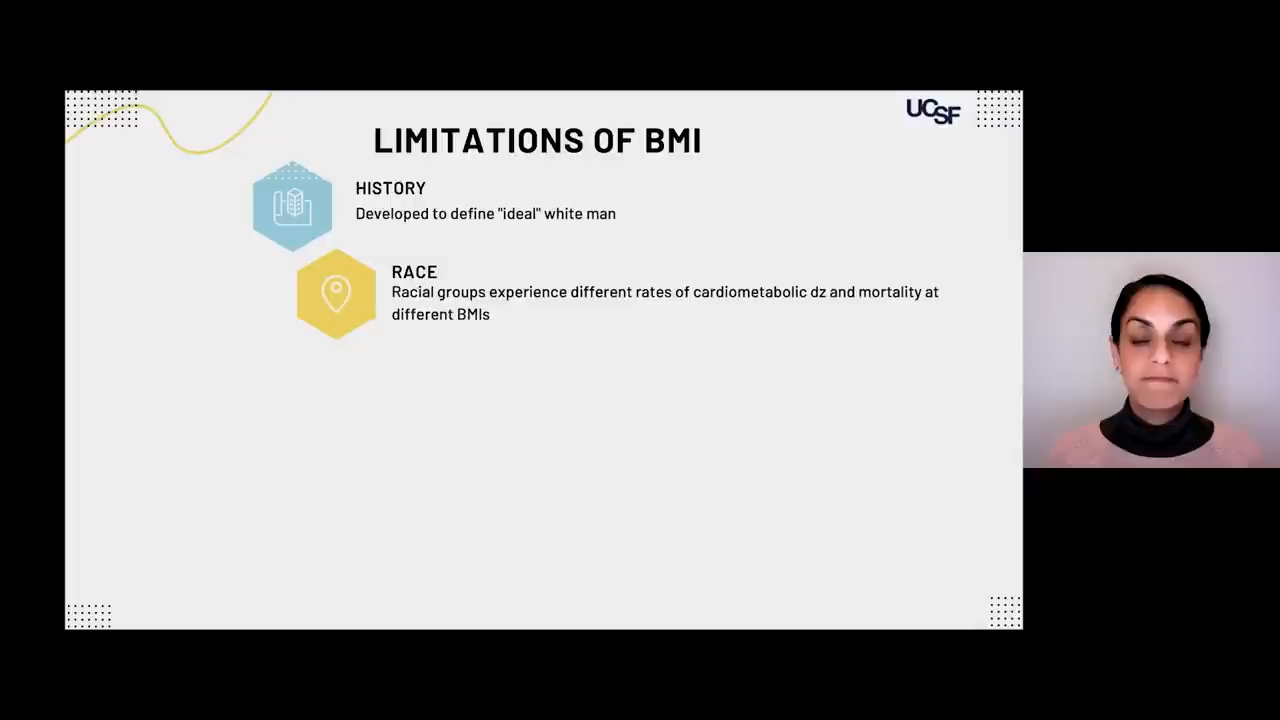 UCSF
LIMITATIONS OF BMI
HISTORY
Developed to define "ideal" white man
RACE
Racial groups experience different rates of cardiometabolic dz and mortality at
different BMIs